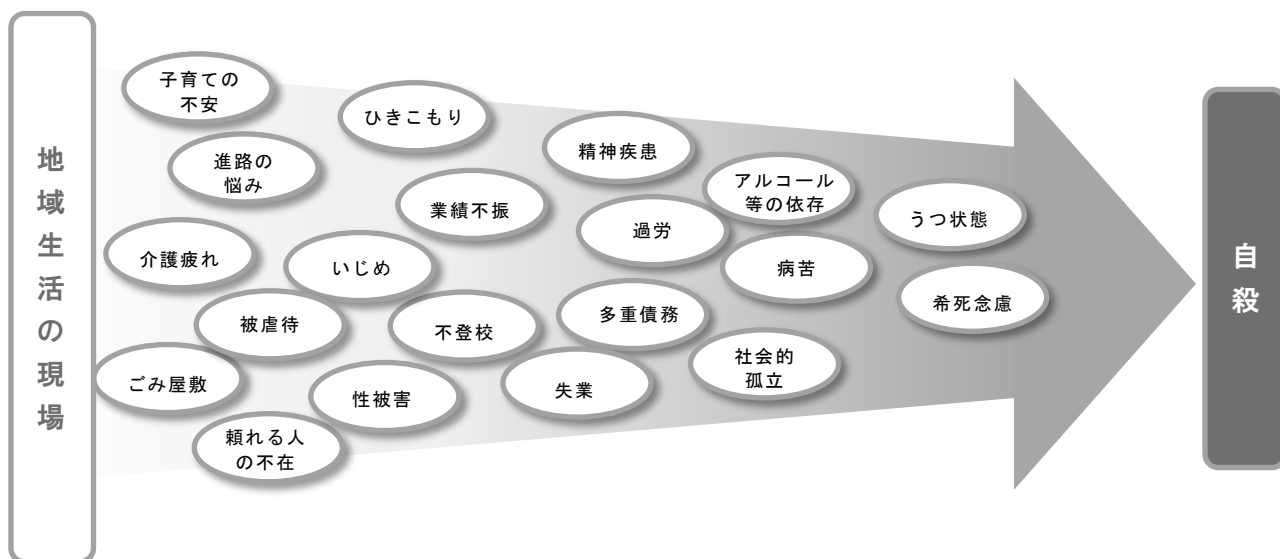 地域生活の現場
子育ての
不安
進路の
悩み
介護疲れ
被虐待
ごみ屋敷
頼れる人
の不在
ひきこもり
業績不振
いじめ
不登校
性被害
精神疾患
過労
多重債務
失業
アルコール
等の依存
病苦
社会的
孤立
うつ状態
希死念慮
自殺